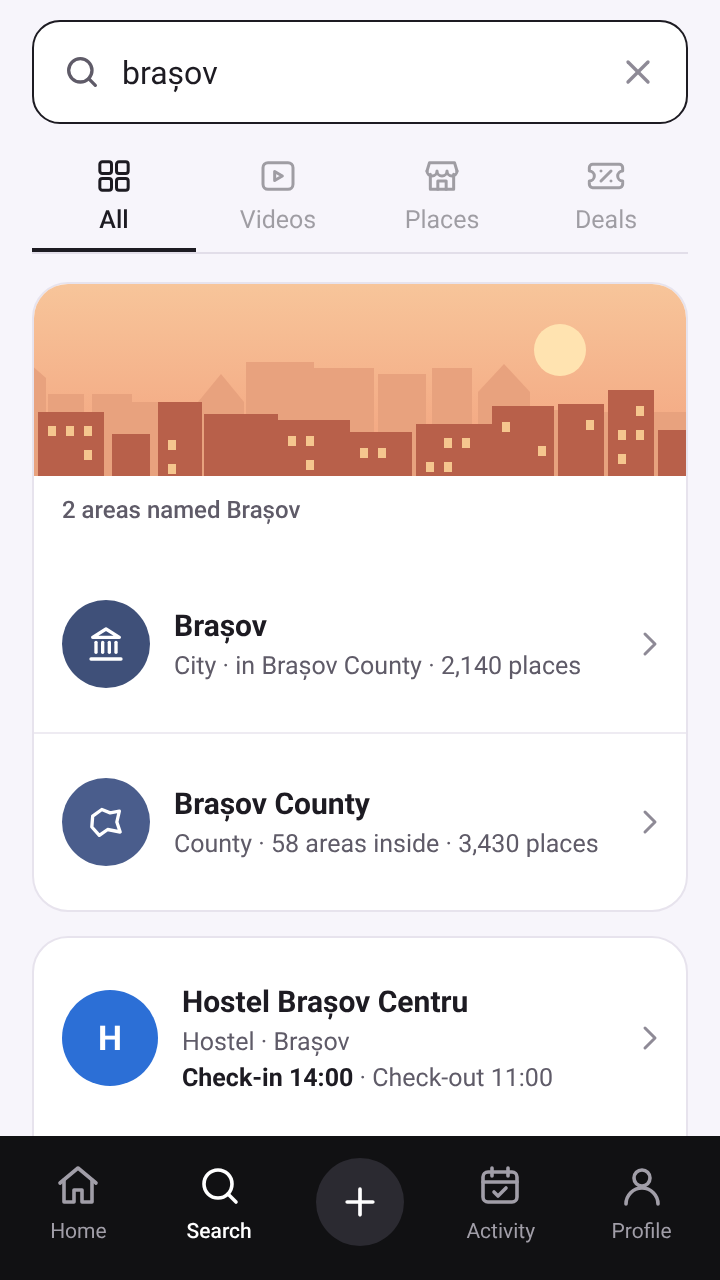 brașov
All
Videos
Places
Deals
2 areas named Brașov
Brașov
City · in Brașov County · 2,140 places
Brașov County
County · 58 areas inside · 3,430 places
H
Hostel Brașov Centru
Hostel · Brașov
Check-in 14:00 · Check-out 11:00
Home
Search
Activity
Profile